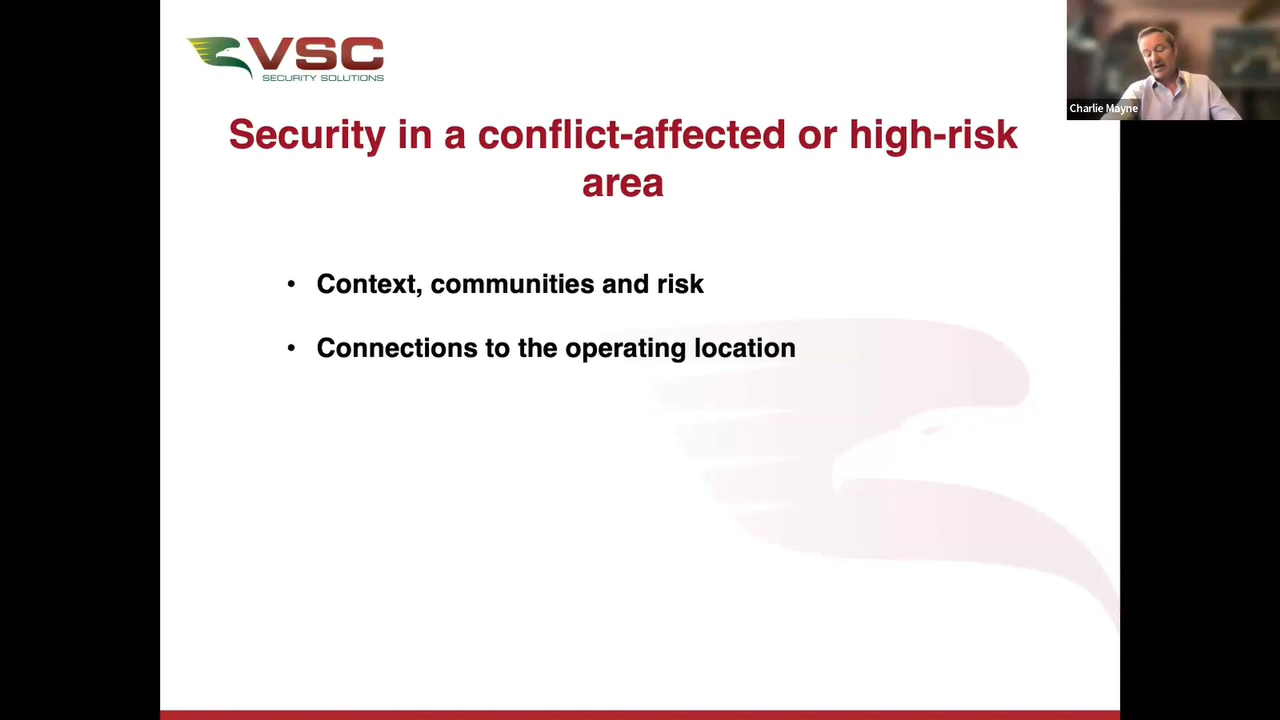 VSC
SECURITY SOLUTIONS
Charlie Mayne
Security in a conflict-affected or high-risk
area
• Context, communities and risk
• Connections to the operating location